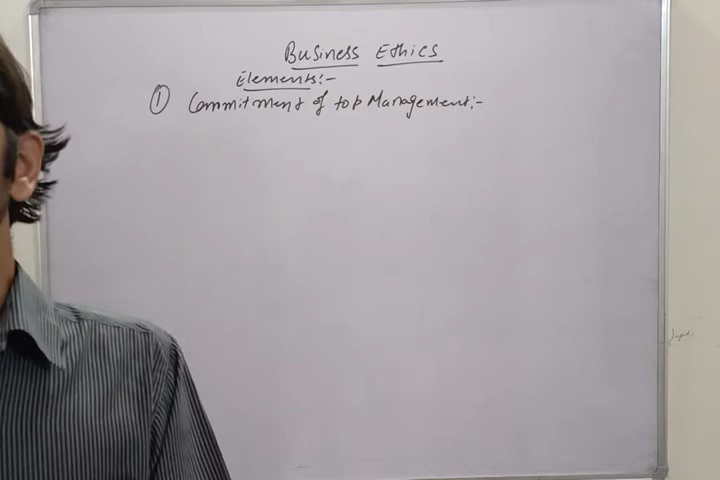 Business Ethics
Elements:-
① Commitment of top Management:-